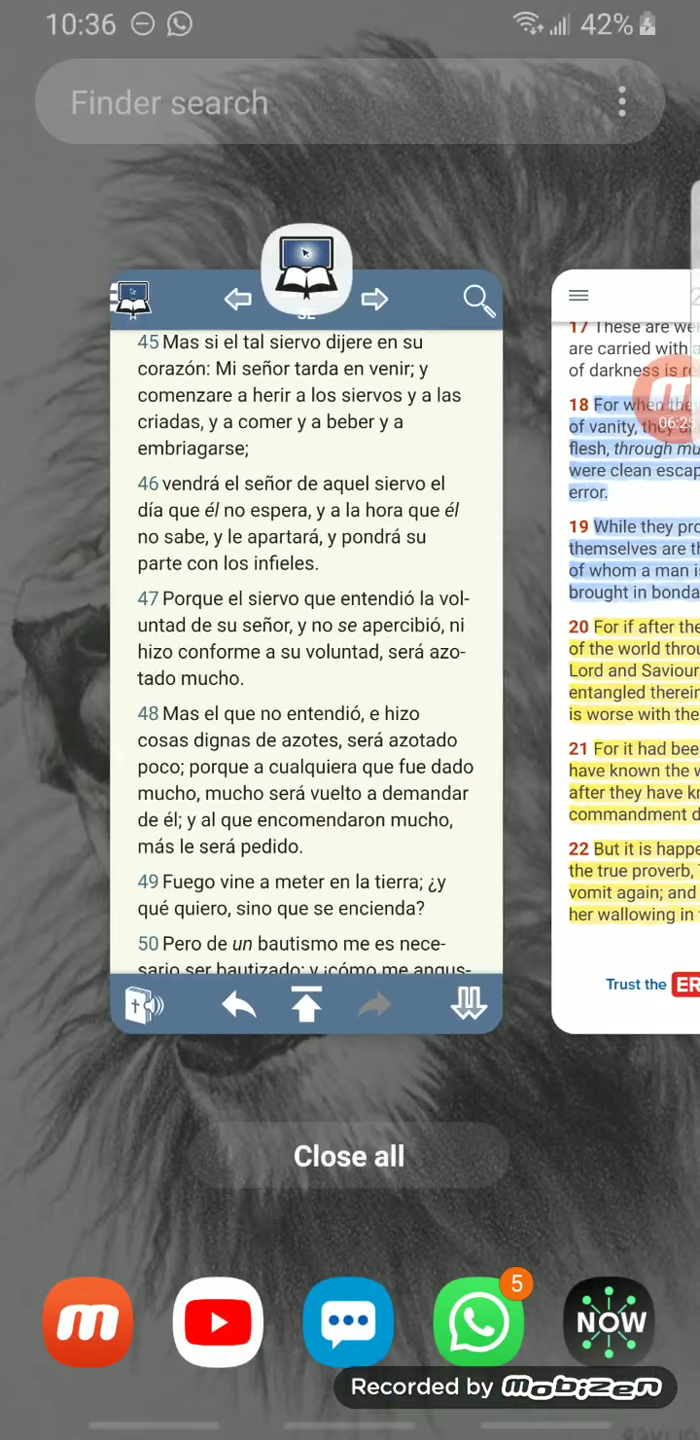 10:36
42%
Finder search
SE
45 Mas si el tal siervo dijere en su
corazón: Mi señor tarda en venir; y
comenzare a herir a los siervos y a las
criadas, y a comer y a beber y a
embriagarse;
46 vendrá el señor de aquel siervo el
día que él no espera, y a la hora que él
no sabe, y le apartará, y pondrá su
parte con los infieles.
47 Porque el siervo que entendió la vol-
untad de su señor, y no se apercibió, ni
hizo conforme a su voluntad, será azo-
tado mucho.
48 Mas el que no entendió, e hizo
cosas dignas de azotes, será azotado
poco; porque a cualquiera que fue dado
mucho, mucho será vuelto a demandar
de él; y al que encomendaron mucho,
más le será pedido.
49 Fuego vine a meter en la tierra; ¿y
qué quiero, sino que se encienda?
50 Pero de un bautismo me es nece-
sario ser bautizado; y ¡cómo me angus-
17 These are we
are carried with a
of darkness is re
18 For when the
of vanity, they
flesh, through mu
were clean escap
error.
19 While they pro
themselves are th
of whom a man i
brought in bonda
20 For if after the
of the world throu
Lord and Saviour
entangled therein
is worse with the
21 For it had bee
have known the w
after they have k
commandment d
22 But it is happe
the true proverb,
vomit again; and
her wallowing in
06:25
Trust the ER
Close all
5
m
NOW
Recorded by mobizen